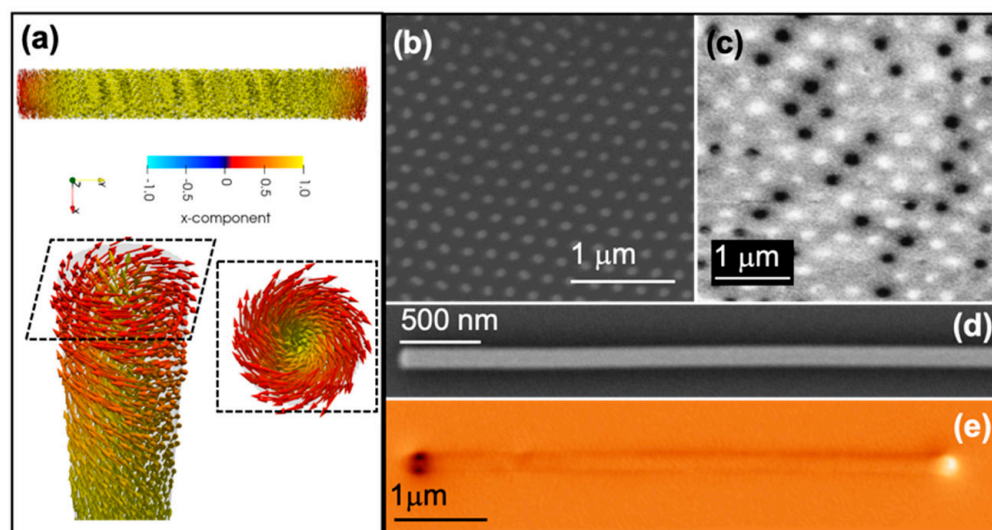 (a)
-1.0
-0.5
0
0.5
1.0
x-component
Z
Y
X
(b)
1 μm
(c)
1 μm
500 nm
(d)
(e)
1μm